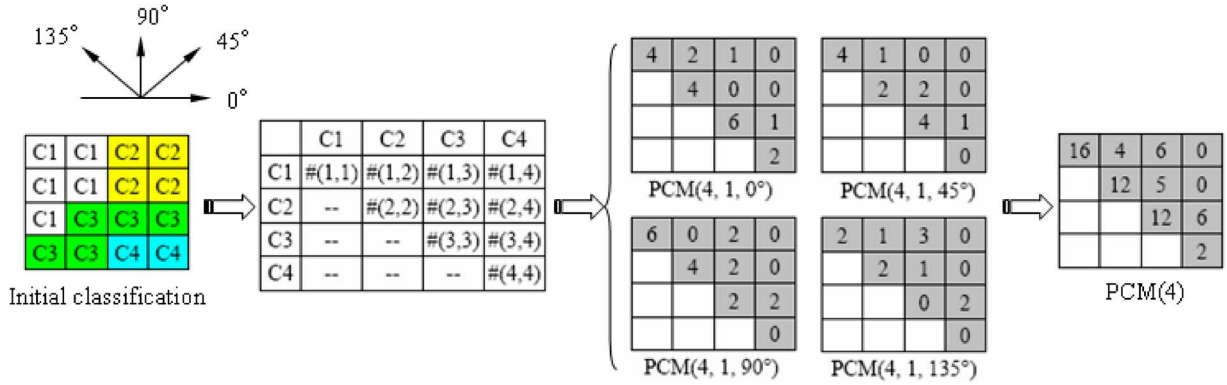 90°
135°
45°
0°
C1 C1 C2 C2
C1 C1 C2 C2
C1 C3 C3 C3
C3 C3 C4 C4
Initial classification
C1 C2 C3 C4
C1 #(1,1) #(1,2) #(1,3) #(1,4)
C2 -- #(2,2) #(2,3) #(2,4)
C3 -- -- #(3,3) #(3,4)
C4 -- -- -- #(4,4)
4 2 1 0
4 0 0
6 1
2
PCM(4, 1, 0°)
4 1 0 0
2 2 0
4 1
0
PCM(4, 1, 45°)
6 0 2 0
4 2 0
2 2
0
PCM(4, 1, 90°)
2 1 3 0
2 1 0
0 2
0
PCM(4, 1, 135°)
16 4 6 0
12 5 0
12 6
2
PCM(4)